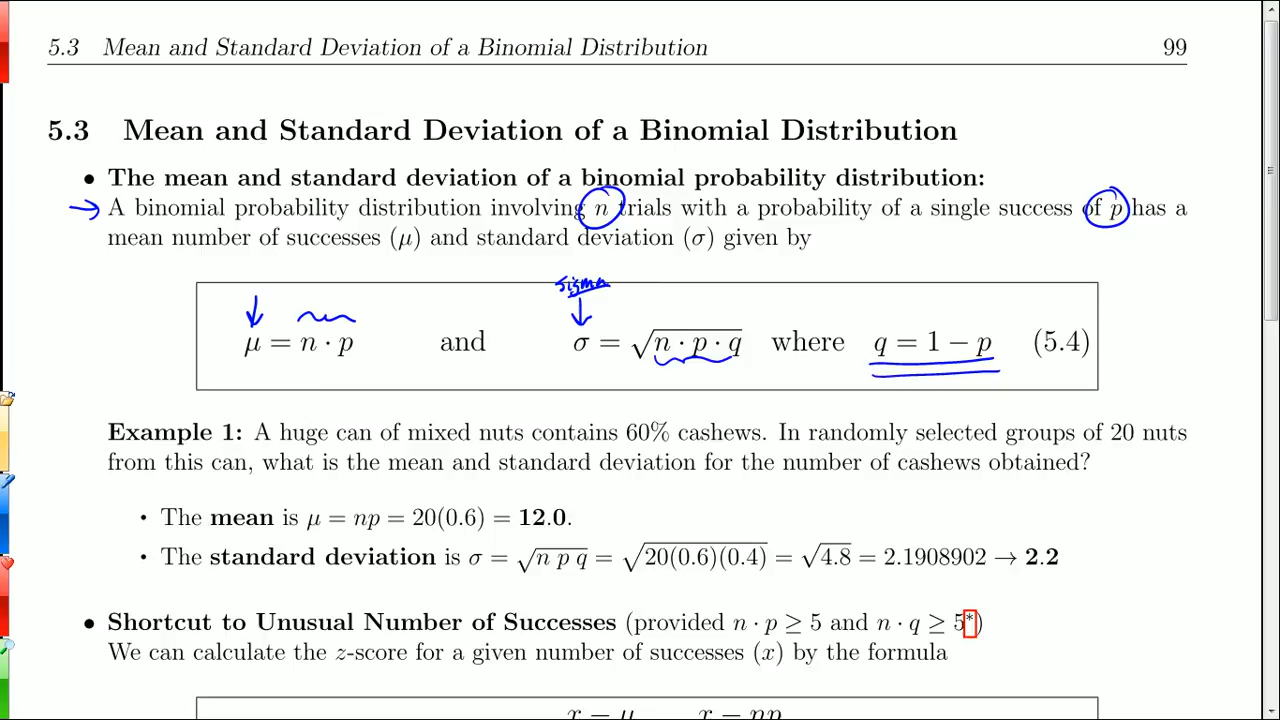 5.3 Mean and Standard Deviation of a Binomial Distribution 99
5.3 Mean and Standard Deviation of a Binomial Distribution
• The mean and standard deviation of a binomial probability distribution:
→ A binomial probability distribution involving n trials with a probability of a single success of p has a
mean number of successes (μ) and standard deviation (σ) given by
sigma
μ = n · p and σ = √(n · p · q) where q = 1 − p (5.4)
Example 1: A huge can of mixed nuts contains 60% cashews. In randomly selected groups of 20 nuts
from this can, what is the mean and standard deviation for the number of cashews obtained?
• The mean is μ = np = 20(0.6) = 12.0.
• The standard deviation is σ = √(n p q) = √(20(0.6)(0.4)) = √4.8 = 2.1908902 → 2.2
• Shortcut to Unusual Number of Successes (provided n · p ≥ 5 and n · q ≥ 5*)
We can calculate the z-score for a given number of successes (x) by the formula
x − μ x − np